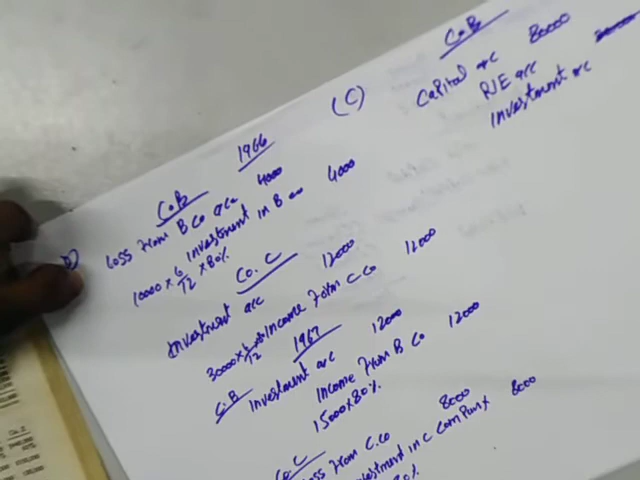 Co.B
Capital a/c 80000
R/E a/c
Investment a/c
(C)
1966
Co.B
b) Loss from B Co a/c 4000
Investment in B co 4000
10000 × 6/12 × 80%
Co. C
Investment a/c 12000
Income from C.Co 12000
30000 × 6/12
1967
C.B Investment a/c 12000
Income from B Co 12000
15000 × 80%
Co. C
Loss from C.Co 8000
Investment in C company 8000
80%